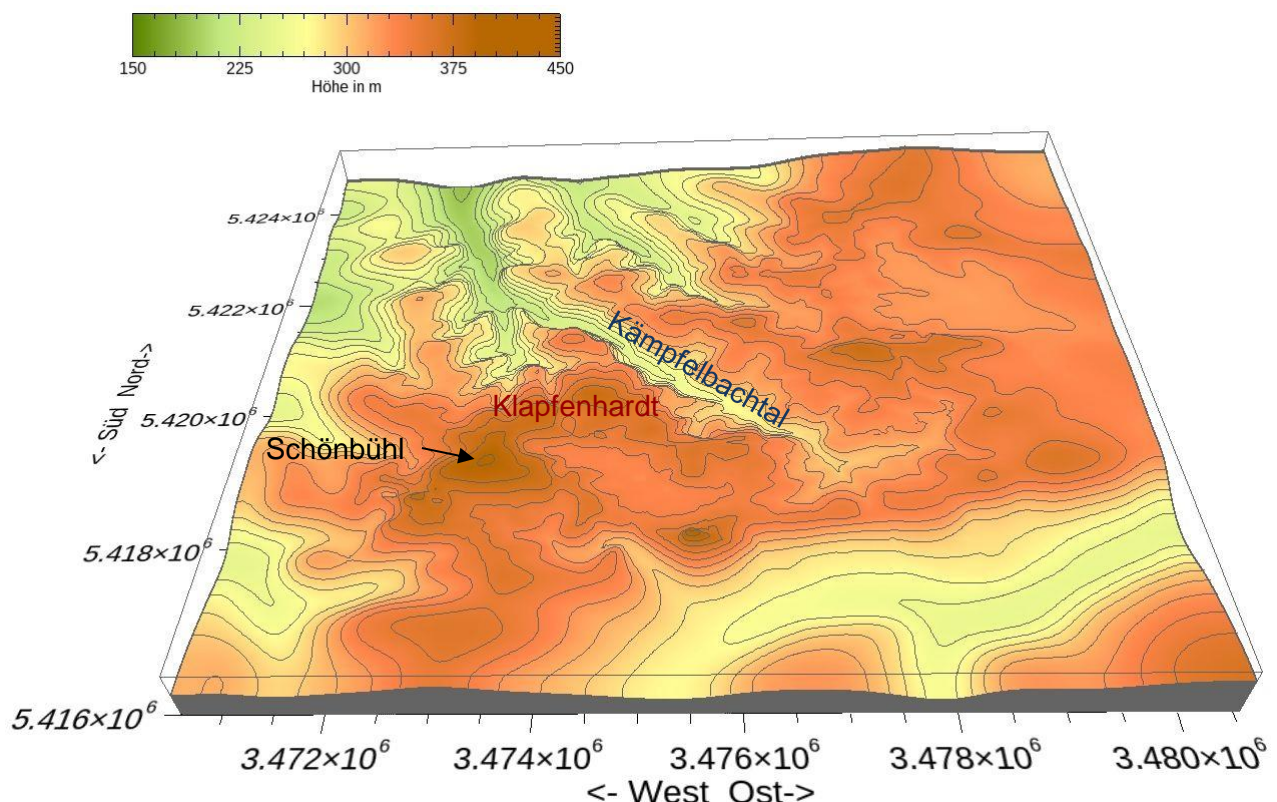 150 225 300 375 450
Höhe in m
5.424×10⁶
5.422×10⁶
Kämpfelbachtal
<- Süd Nord->
Klapfenhardt
5.420×10⁶
Schönbühl
5.418×10⁶
5.416×10⁶
3.472×10⁶ 3.474×10⁶ 3.476×10⁶ 3.478×10⁶ 3.480×10⁶
<- West Ost->